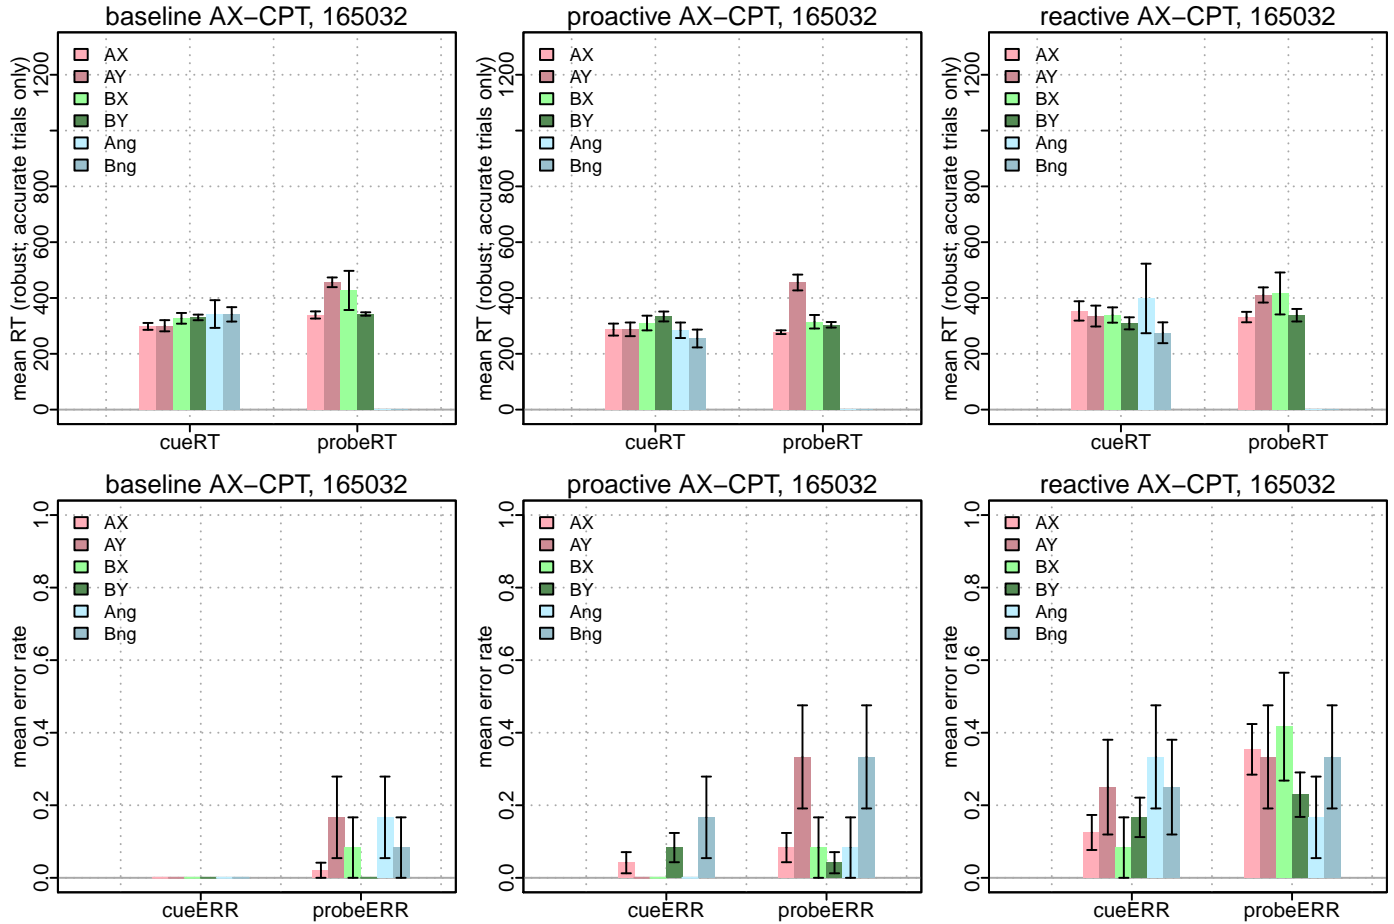 baseline AX−CPT, 165032
mean RT (robust; accurate trials only)
0 200 400 600 800 1200
AX
AY
BX
BY
Ang
Bng
cueRT probeRT
proactive AX−CPT, 165032
mean RT (robust; accurate trials only)
0 200 400 600 800 1200
AX
AY
BX
BY
Ang
Bng
cueRT probeRT
reactive AX−CPT, 165032
mean RT (robust; accurate trials only)
0 200 400 600 800 1200
AX
AY
BX
BY
Ang
Bng
cueRT probeRT
baseline AX−CPT, 165032
mean error rate
0.0 0.2 0.4 0.6 0.8 1.0
AX
AY
BX
BY
Ang
Bng
cueERR probeERR
proactive AX−CPT, 165032
mean error rate
0.0 0.2 0.4 0.6 0.8 1.0
AX
AY
BX
BY
Ang
Bng
cueERR probeERR
reactive AX−CPT, 165032
mean error rate
0.0 0.2 0.4 0.6 0.8 1.0
AX
AY
BX
BY
Ang
Bng
cueERR probeERR